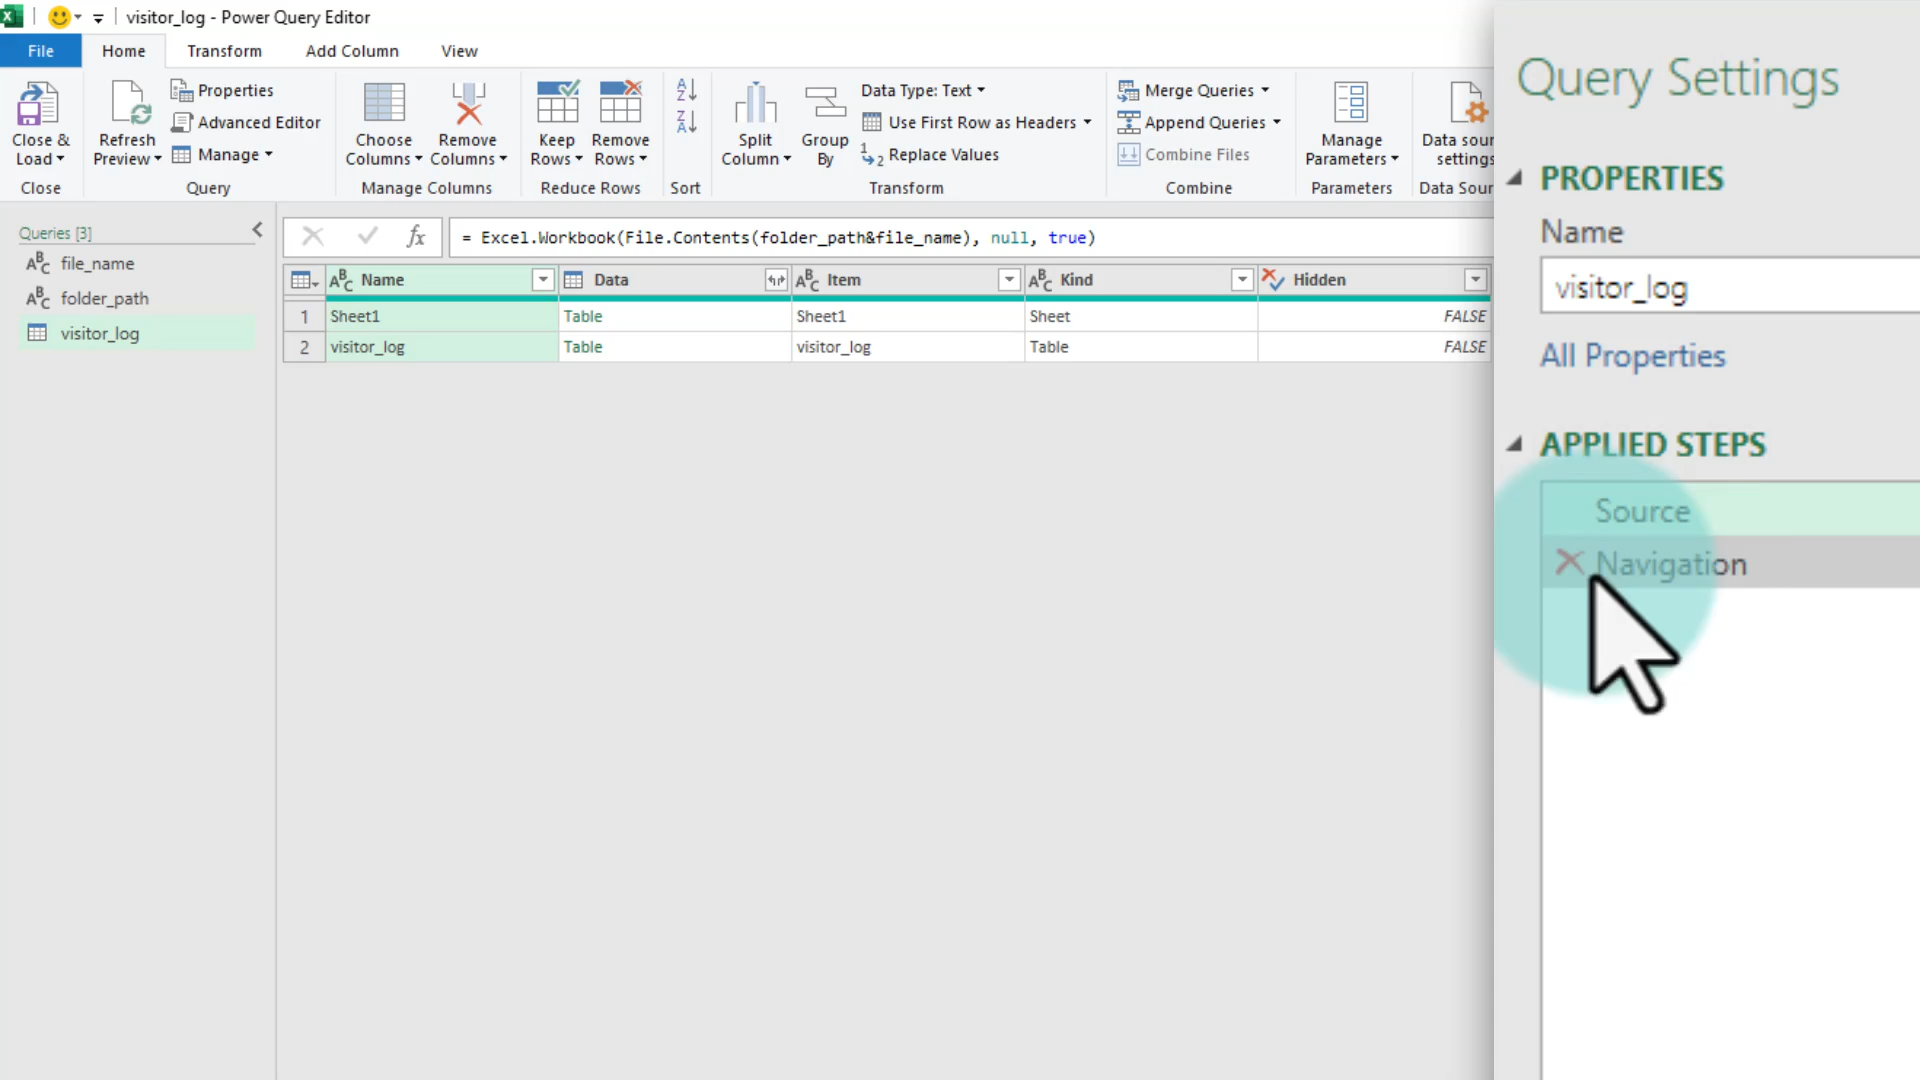 visitor_log - Power Query Editor
File Home Transform Add Column View
Close & Load
Close
Refresh Preview
Properties
Advanced Editor
Manage
Query
Choose Columns
Remove Columns
Manage Columns
Keep Rows
Remove Rows
Reduce Rows
Sort
Split Column
Group By
Data Type: Text
Use First Row as Headers
Replace Values
Transform
Merge Queries
Append Queries
Combine Files
Combine
Manage Parameters
Parameters
Data sour
settings
Data Sour
Queries [3]
file_name
folder_path
visitor_log
= Excel.Workbook(File.Contents(folder_path&file_name), null, true)
Name Data Item Kind Hidden
1 Sheet1 Table Sheet1 Sheet FALSE
2 visitor_log Table visitor_log Table FALSE
Query Settings
PROPERTIES
Name
visitor_log
All Properties
APPLIED STEPS
Source
Navigation